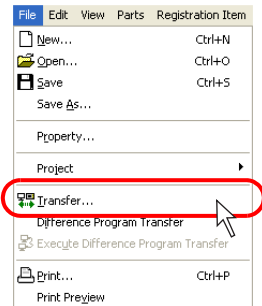 File Edit View Parts Registration Item
New... Ctrl+N
Open... Ctrl+O
Save Ctrl+S
Save As...
Property...
Project
Transfer...
Difference Program Transfer
Execute Difference Program Transfer
Print... Ctrl+P
Print Preview